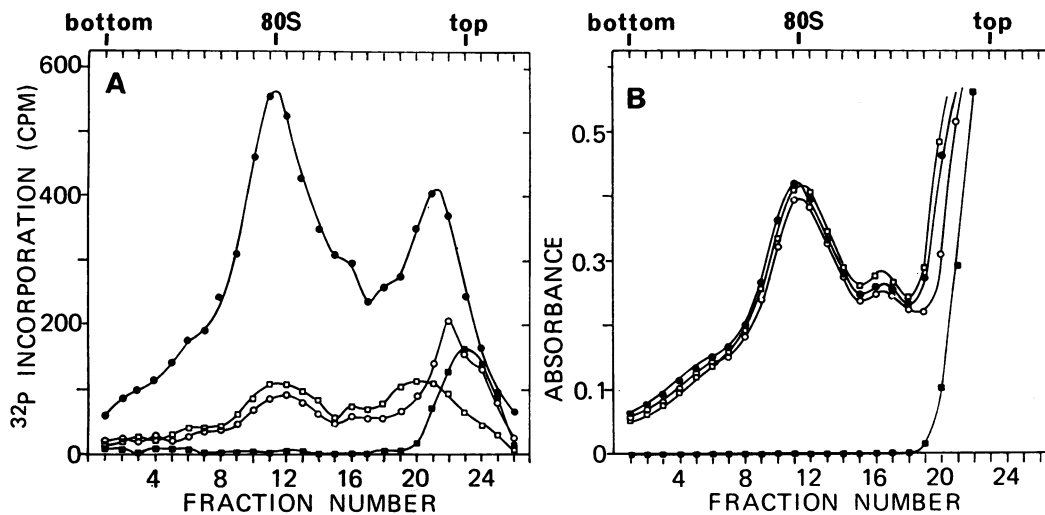 bottom 80S top
A
600
400
200
0
4 8 12 16 20 24
FRACTION NUMBER
32P INCORPORATION (CPM)
bottom 80S top
B
0.5
0.3
0.1
0
4 8 12 16 20 24
FRACTION NUMBER
ABSORBANCE